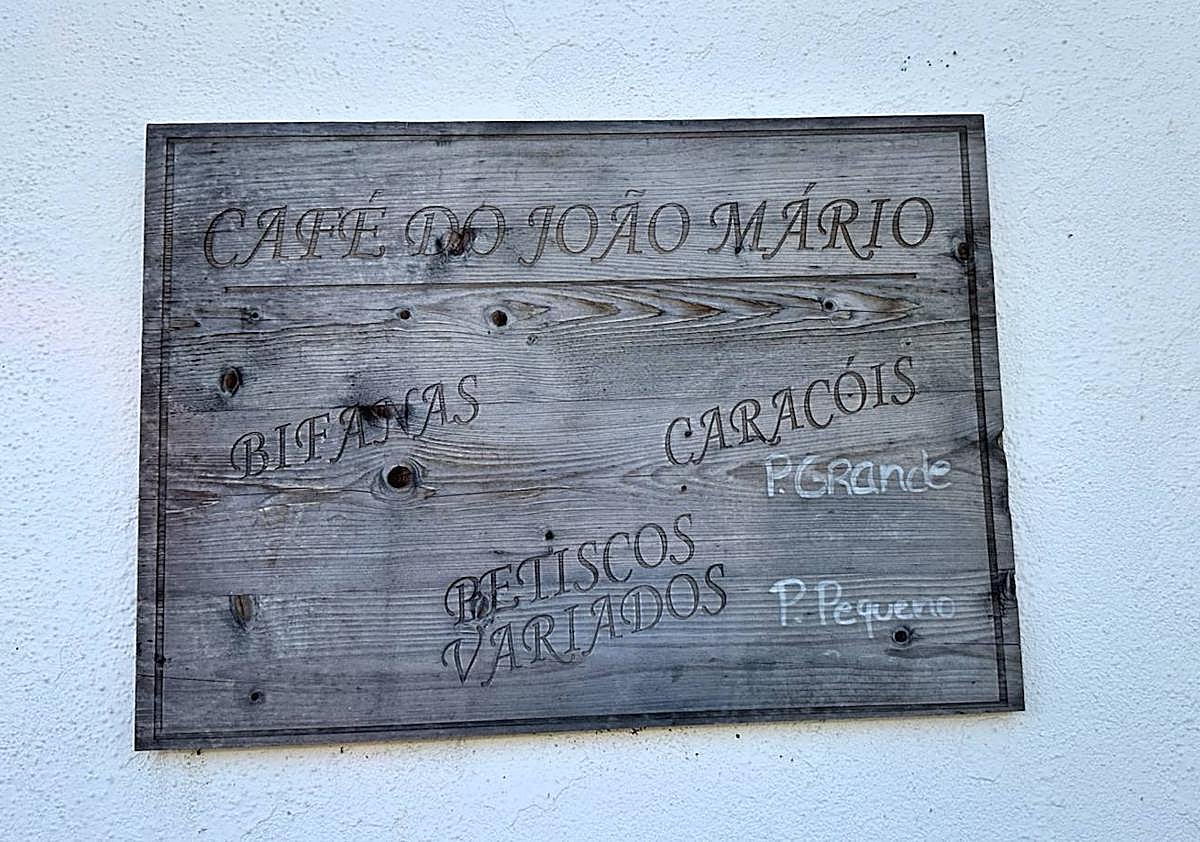 CAFÉ DO JOÃO MÁRIO
BIFANAS
CARACÓIS
P. GRande
PETISCOS
VARIADOS
P. Pequeno